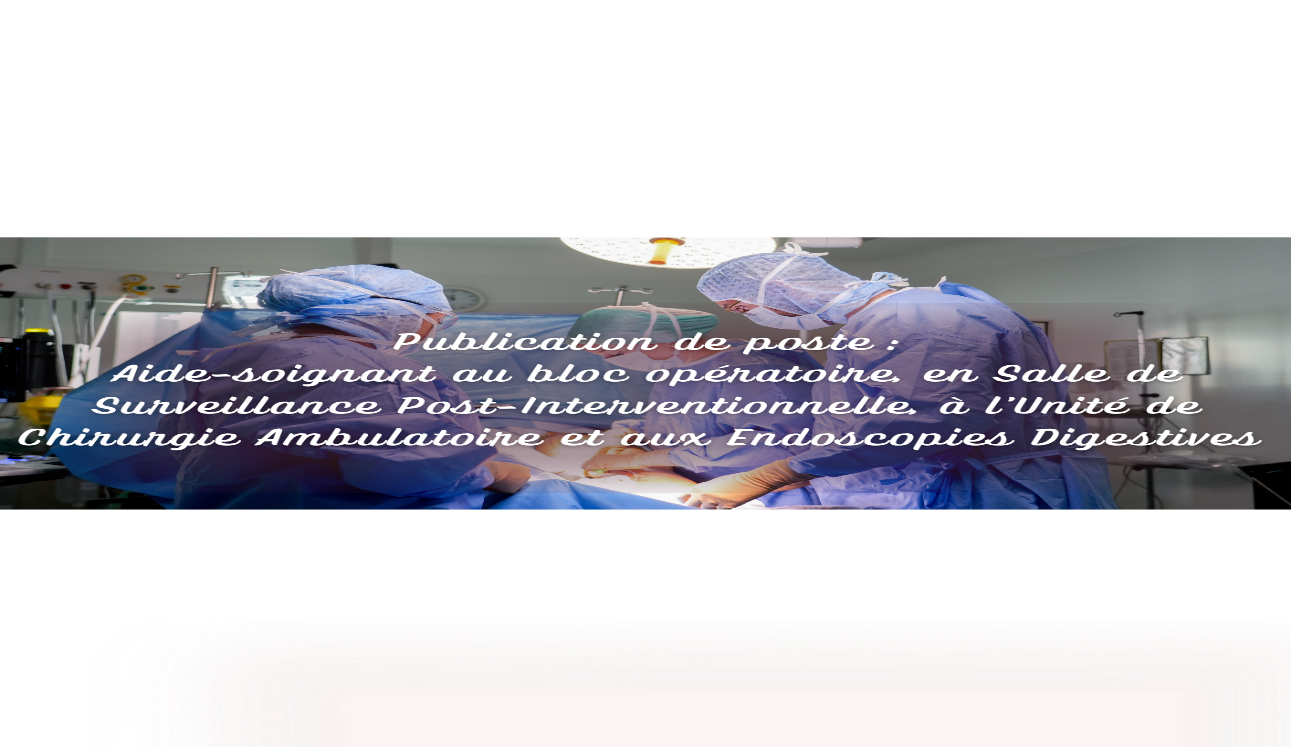 Publication de poste :
Aide-soignant au bloc opératoire, en Salle de
Surveillance Post-Interventionnelle, à l'Unité de
Chirurgie Ambulatoire et aux Endoscopies Digestives